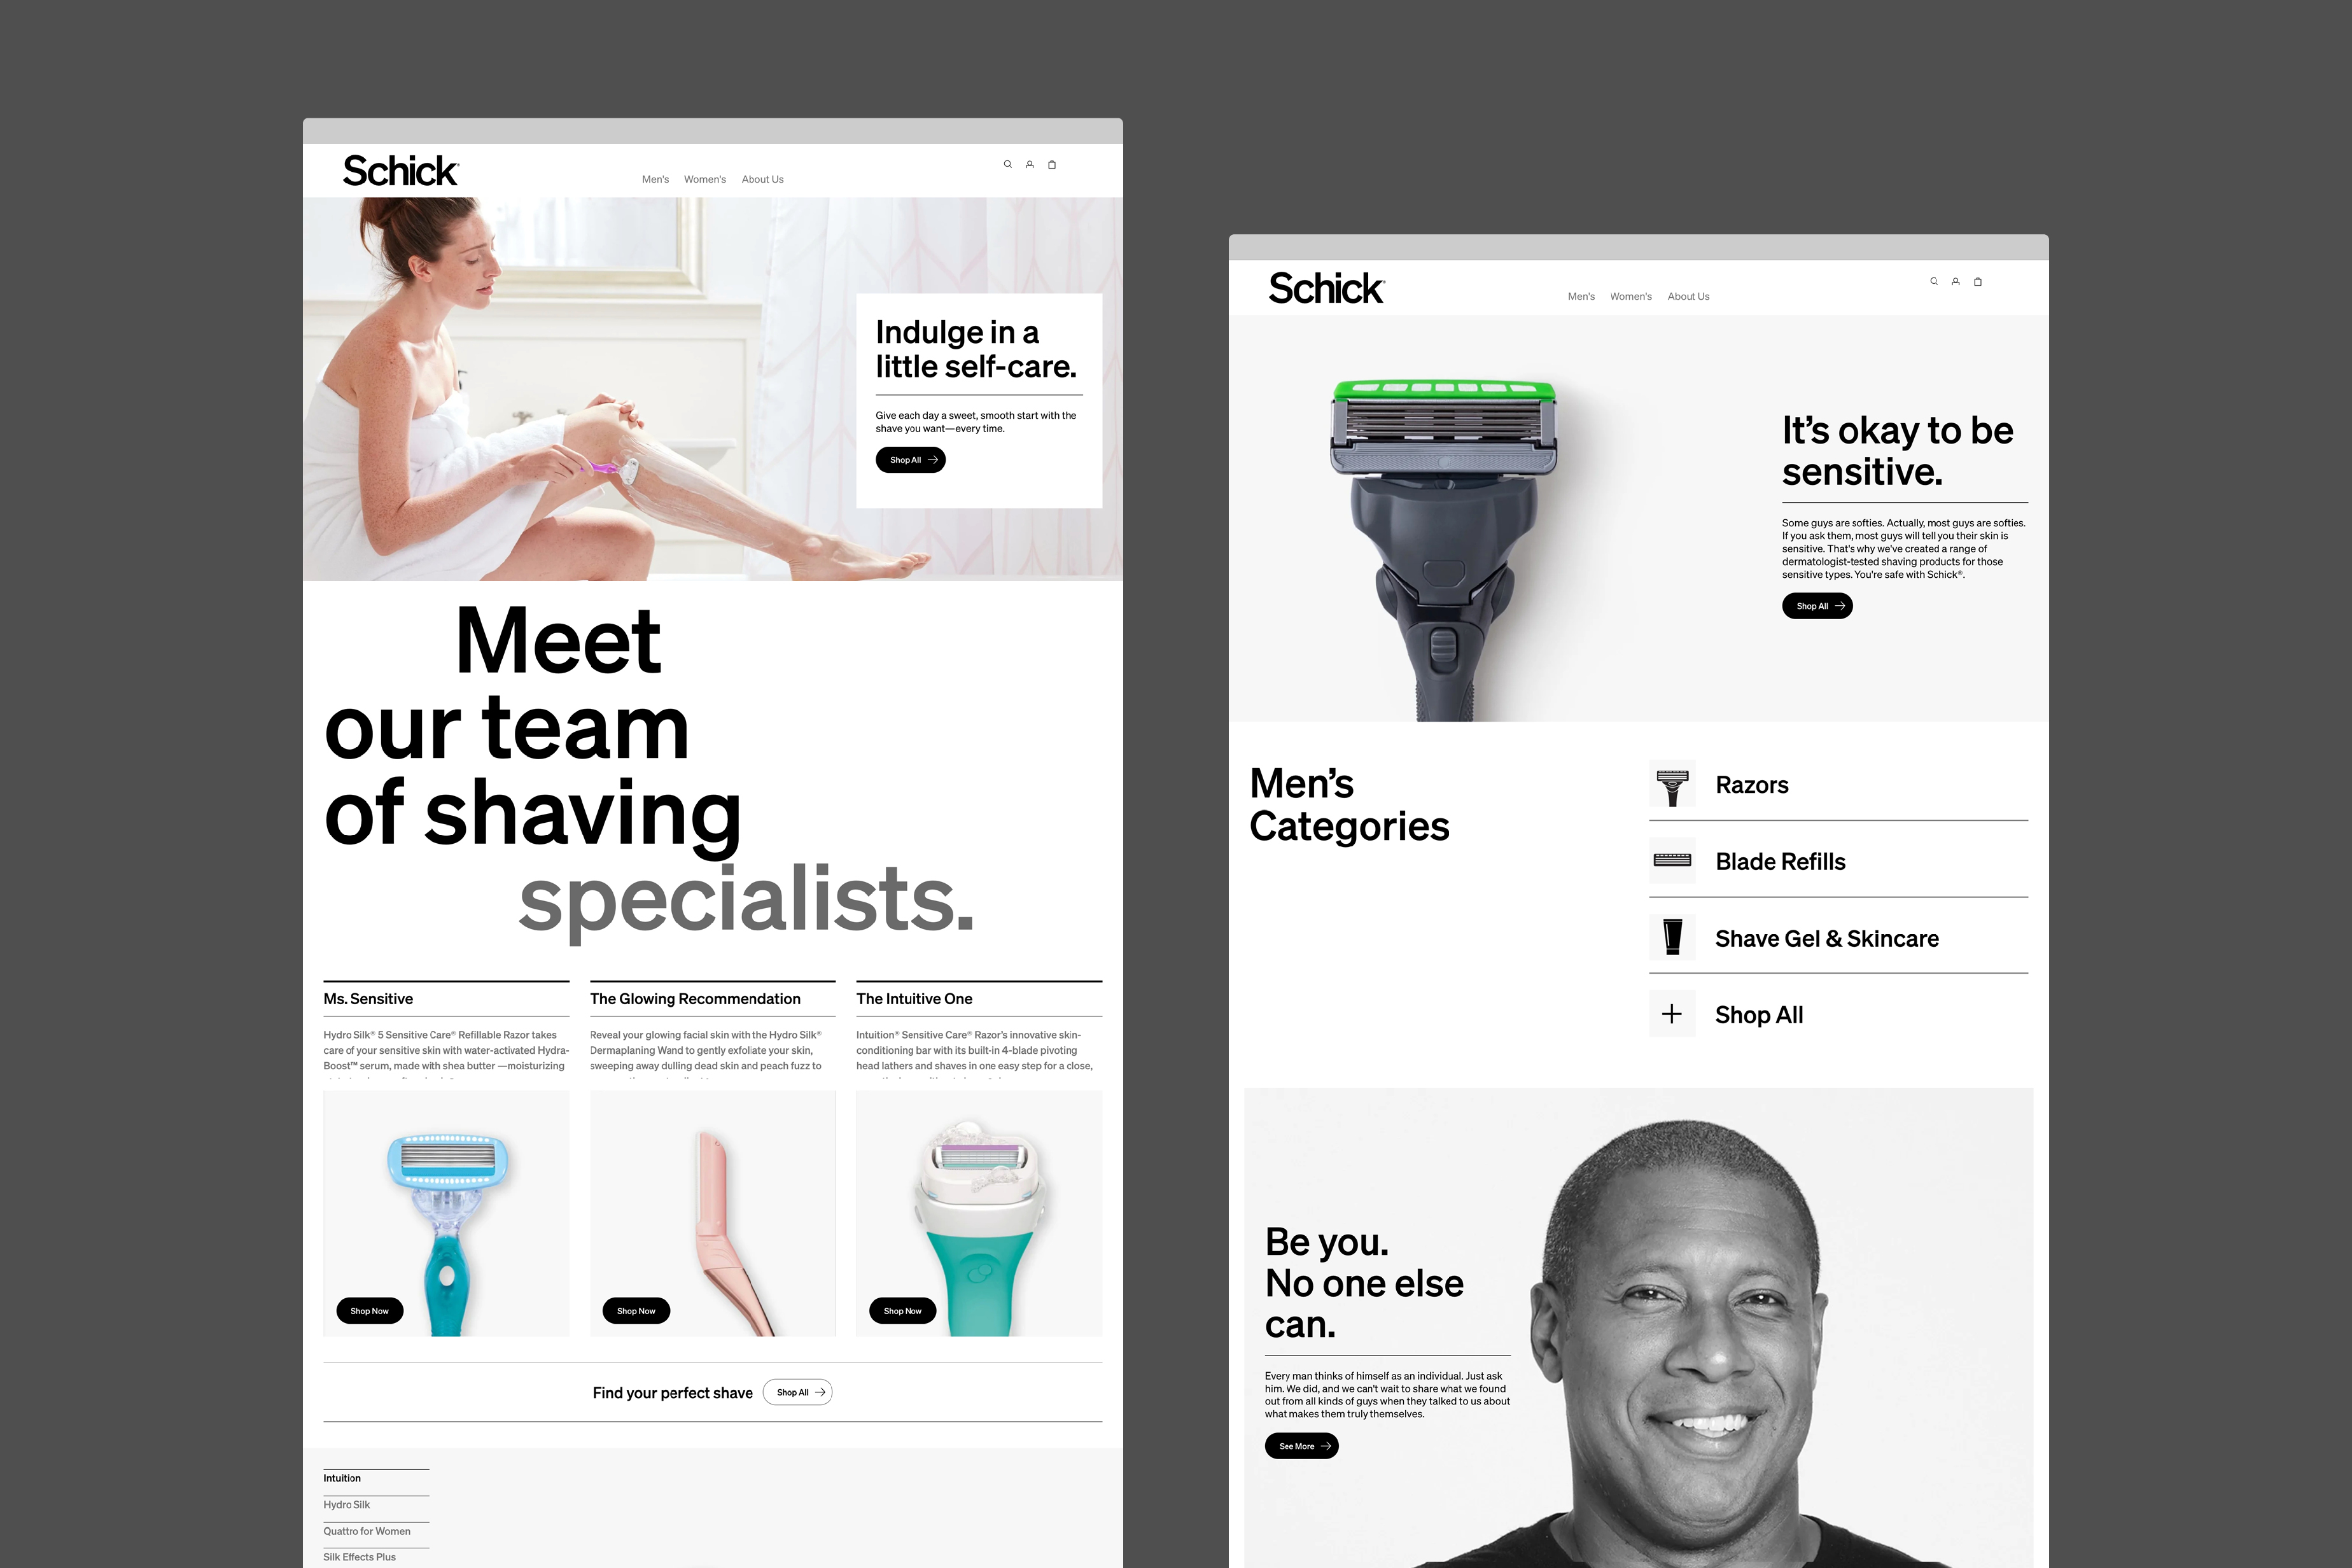 Schick®
Men's Women's About Us
Indulge in a
little self-care.
Give each day a sweet, smooth start with the
shave you want—every time.
Shop All
Meet
our team
of shaving
specialists.
Ms. Sensitive
Hydro Silk® 5 Sensitive Care® Refillable Razor takes
care of your sensitive skin with water-activated Hydra-
Boost™ serum, made with shea butter —moisturizing
Shop Now
The Glowing Recommendation
Reveal your glowing facial skin with the Hydro Silk®
Dermaplaning Wand to gently exfoliate your skin,
sweeping away dulling dead skin and peach fuzz to
Shop Now
The Intuitive One
Intuition® Sensitive Care® Razor's innovative skin-
conditioning bar with its built-in 4-blade pivoting
head lathers and shaves in one easy step for a close,
Shop Now
Find your perfect shave Shop All
Intuition
Hydro Silk
Quattro for Women
Silk Effects Plus
Schick®
Men's Women's About Us
It’s okay to be
sensitive.
Some guys are softies. Actually, most guys are softies.
If you ask them, most guys will tell you their skin is
sensitive. That's why we've created a range of
dermatologist-tested shaving products for those
sensitive types. You're safe with Schick®.
Shop All
Men’s
Categories
Razors
Blade Refills
Shave Gel & Skincare
Shop All
Be you.
No one else
can.
Every man thinks of himself as an individual. Just ask
him. We did, and we can't wait to share what we found
out from all kinds of guys when they talked to us about
what makes them truly themselves.
See More